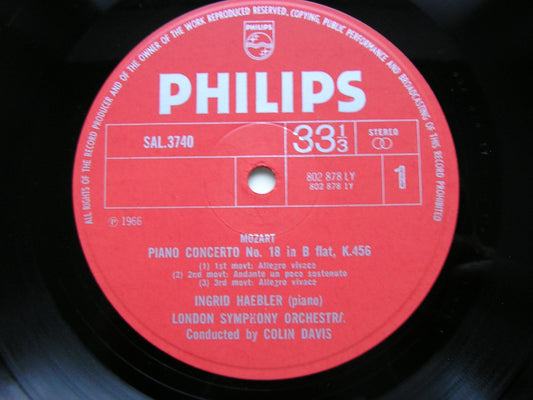 ALL RIGHTS OF THE RECORD PRODUCER AND OF THE OWNER OF THE WORK REPRODUCED RESERVED. COPYING, PUBLIC PERFORMANCE AND BROADCASTING OF THIS RECORD PROHIBITED
PHILIPS
PHILIPS
SAL.3740
33 1/3
STEREO
802 878 LY
802 878 LY
1
℗ 1966
MOZART
PIANO CONCERTO No. 18 in B flat, K.456
(1) 1st movt: Allegro vivace
(2) 2nd movt: Andante un poco sostenuto
(3) 3rd movt: Allegro vivace
INGRID HAEBLER (piano)
LONDON SYMPHONY ORCHESTRA
Conducted by COLIN DAVIS